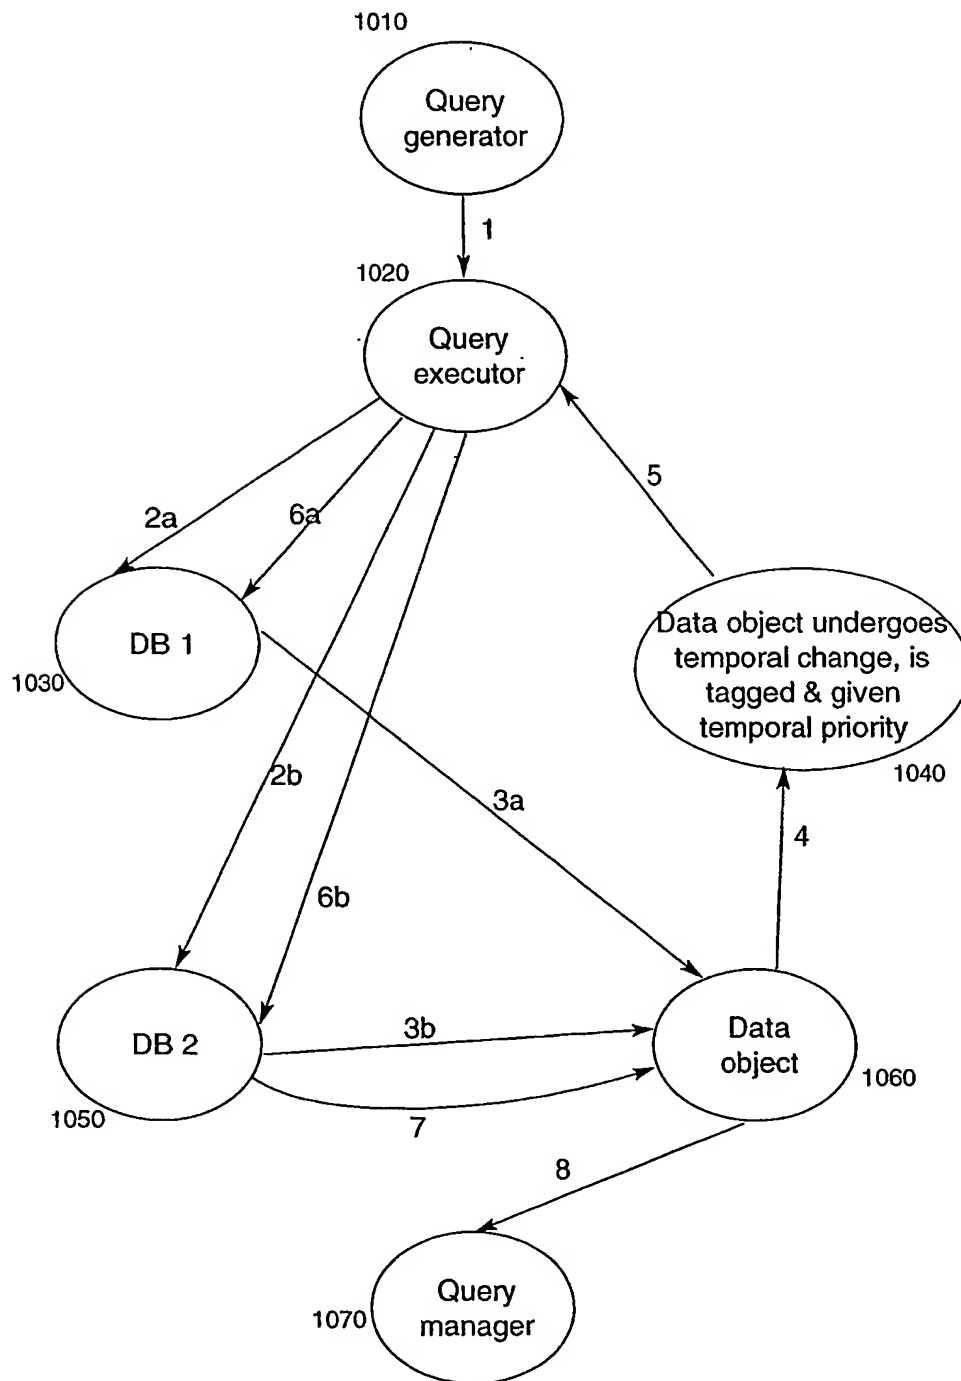 1010
Query
generator
1
1020
Query
executor
5
2a
6a
DB 1
1030
Data object undergoes
temporal change, is
tagged & given
temporal priority
1040
2b
3a
4
6b
DB 2
3b
Data
object
1060
1050
7
8
Query
manager
1070